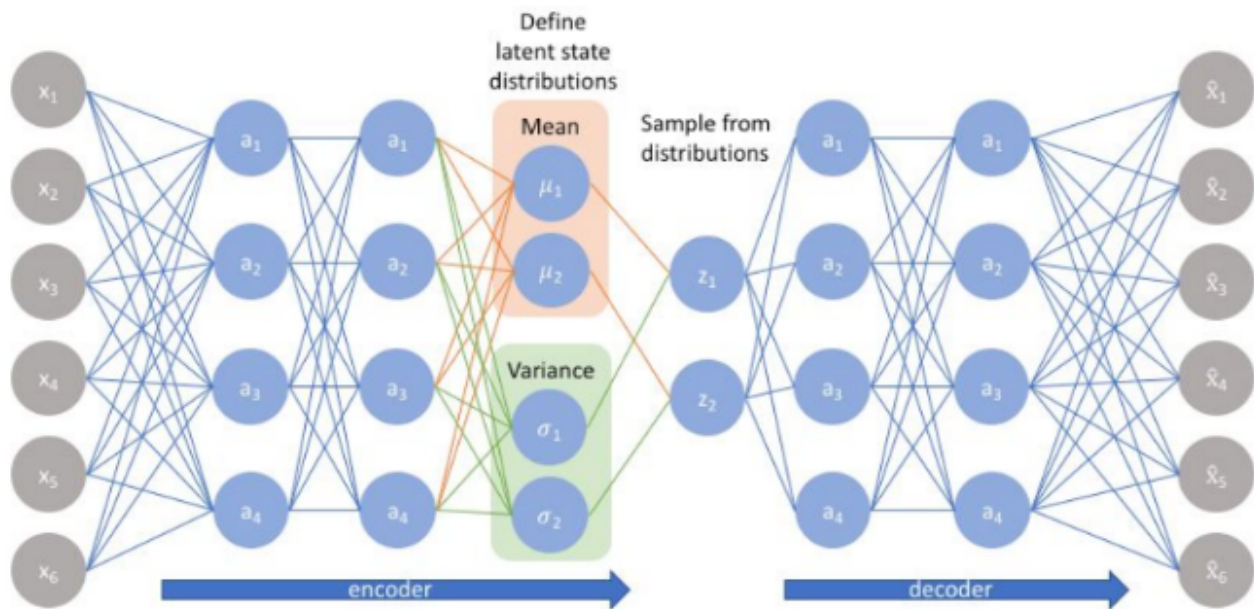 Define
latent state
distributions
Mean
Sample from
distributions
Variance
x₁
x₂
x₃
x₄
x₅
x₆
a₁
a₂
a₃
a₄
a₁
a₂
a₃
a₄
μ₁
μ₂
σ₁
σ₂
z₁
z₂
a₁
a₂
a₃
a₄
a₁
a₂
a₃
a₄
x̂₁
x̂₂
x̂₃
x̂₄
x̂₅
x̂₆
encoder
decoder